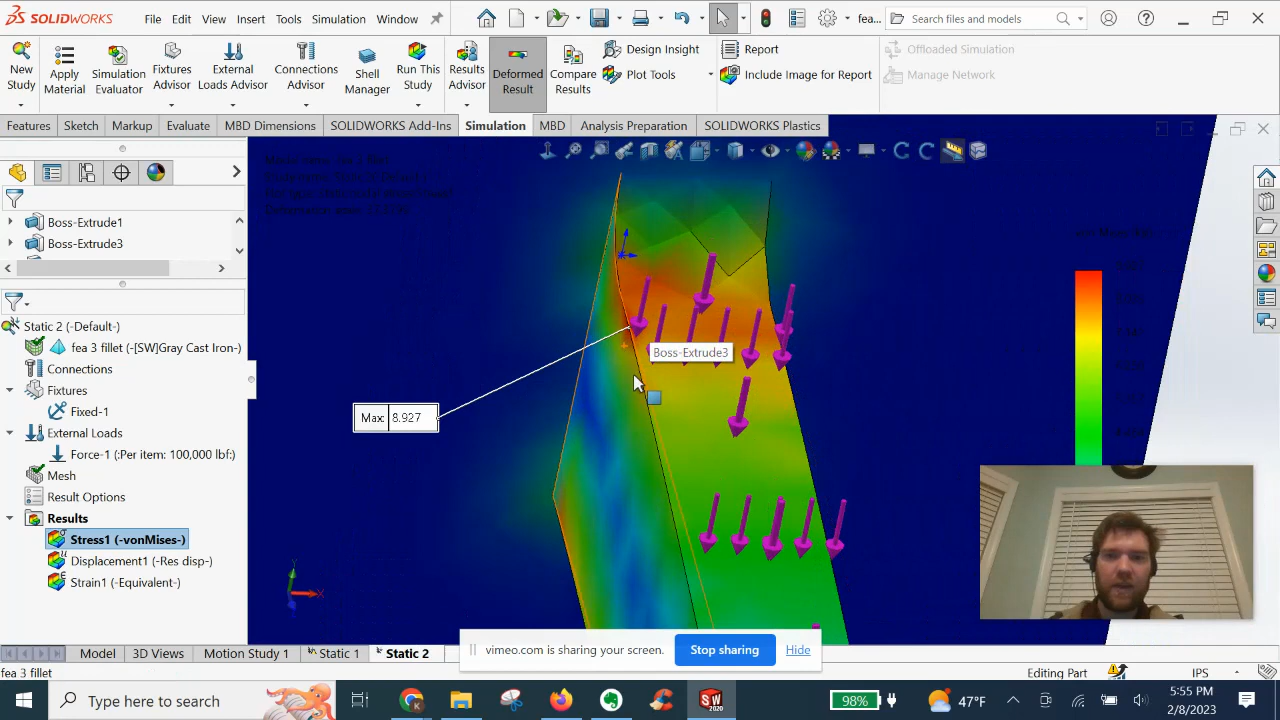 SOLIDWORKS
File Edit View Insert Tools Simulation Window
fea...
Search files and models
New Study
Apply Material
Simulation Evaluator
Fixtures Advisor
External Loads Advisor
Connections Advisor
Shell Manager
Run This Study
Results Advisor
Deformed Result
Compare Results
Design Insight
Plot Tools
Report
Include Image for Report
Offloaded Simulation
Manage Network
Features Sketch Markup Evaluate MBD Dimensions SOLIDWORKS Add-Ins Simulation MBD Analysis Preparation SOLIDWORKS Plastics
Boss-Extrude1
Boss-Extrude3
Static 2 (-Default-)
fea 3 fillet (-[SW]Gray Cast Iron-)
Connections
Fixtures
Fixed-1
External Loads
Force-1 (:Per item: 100,000 lbf:)
Mesh
Result Options
Results
Stress1 (-vonMises-)
Displacement1 (-Res disp-)
Strain1 (-Equivalent-)
Boss-Extrude3
Max: 8.927
Y
X
vimeo.com is sharing your screen. Stop sharing Hide
Model 3D Views Motion Study 1 Static 1 Static 2
fea 3 fillet
Editing Part
IPS
Type here to search
SW
2020
98%
47°F
5:55 PM
2/8/2023